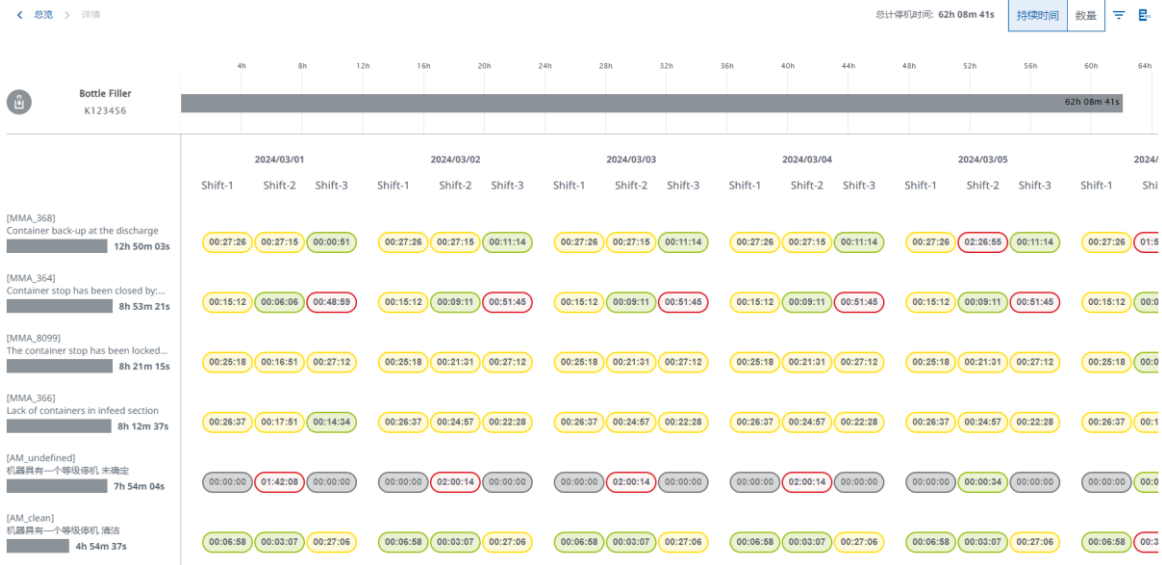 总览 详情
总计停机时间: 62h 08m 41s 持续时间 数量
4h 8h 12h 16h 20h 24h 28h 32h 36h 40h 44h 48h 52h 56h 60h 64h
Bottle Filler
K123456
62h 08m 41s
2024/03/01 2024/03/02 2024/03/03 2024/03/04 2024/03/05 2024/
Shift-1 Shift-2 Shift-3 Shift-1 Shift-2 Shift-3 Shift-1 Shift-2 Shift-3 Shift-1 Shift-2 Shift-3 Shift-1 Shift-2 Shift-3 Shift-1 Shi
[MMA_368]
Container back-up at the discharge
12h 50m 03s
00:27:26 00:27:15 00:00:51 00:27:26 00:27:15 00:11:14 00:27:26 00:27:15 00:11:14 00:27:26 00:27:15 00:11:14 00:27:26 02:26:55 00:11:14 00:27:26 01:5
[MMA_364]
Container stop has been closed by:...
8h 53m 21s
00:15:12 00:06:06 00:48:59 00:15:12 00:09:11 00:51:45 00:15:12 00:09:11 00:51:45 00:15:12 00:09:11 00:51:45 00:15:12 00:09:11 00:51:45 00:15:12 00:0
[MMA_8099]
The container stop has been locked...
8h 21m 15s
00:25:18 00:16:51 00:27:12 00:25:18 00:21:31 00:27:12 00:25:18 00:21:31 00:27:12 00:25:18 00:21:31 00:27:12 00:25:18 00:21:31 00:27:12 00:25:18 00:0
[MMA_366]
Lack of containers in infeed section
8h 12m 37s
00:26:37 00:17:51 00:14:34 00:26:37 00:24:57 00:22:28 00:26:37 00:24:57 00:22:28 00:26:37 00:24:57 00:22:28 00:26:37 00:24:57 00:22:28 00:26:37 00:1
[AM_undefined]
机器具有一个等级停机 未确定
7h 54m 04s
00:00:00 01:42:08 00:00:00 00:00:00 02:00:14 00:00:00 00:00:00 02:00:14 00:00:00 00:00:00 02:00:14 00:00:00 00:00:00 00:00:34 00:00:00 00:00:00 00:0
[AM_clean]
机器具有一个等级停机 清洁
4h 54m 37s
00:06:58 00:03:07 00:27:06 00:06:58 00:03:07 00:27:06 00:06:58 00:03:07 00:27:06 00:06:58 00:03:07 00:27:06 00:06:58 00:03:07 00:27:06 00:06:58 00:3